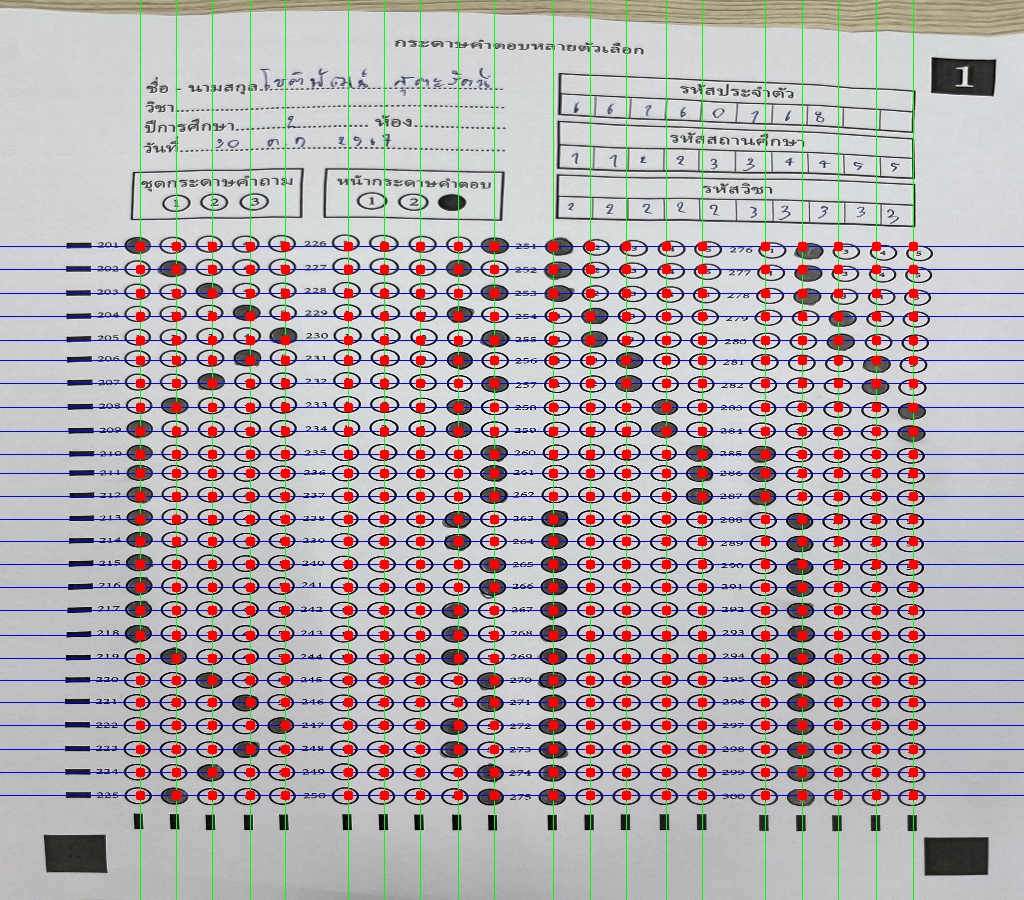 กระดาษคำตอบหลายตัวเลือก
1
ชื่อ - นามสกุล โชติพัฒน์
วิชา
ปีการศึกษา 2 ห้อง
วันที่ 30 ต.ค 2567
รหัสประจำตัว
6 6 7 6 0 7 6 8
รหัสสถานศึกษา
1 1 2 2 3 3 4 4 5 5
รหัสวิชา
2 2 2 2 2 3 3 3 3 3
ชุดกระดาษคำถาม
1 2 3
หน้ากระดาษคำตอบ
1 2
201 226 251 276
202 227 252 277
203 228 253 278
204 229 254 279
205 230 255 280
206 231 256 281
207 232 257 282
208 233 258 283
209 234 259 284
210 235 260 285
211 236 261 286
212 237 262 287
213 238 263 288
214 239 264 289
215 240 265 290
216 241 266 291
217 242 267 292
218 243 268 293
219 244 269 294
220 245 270 295
221 246 271 296
222 247 272 297
223 248 273 298
224 249 274 299
225 250 275 300